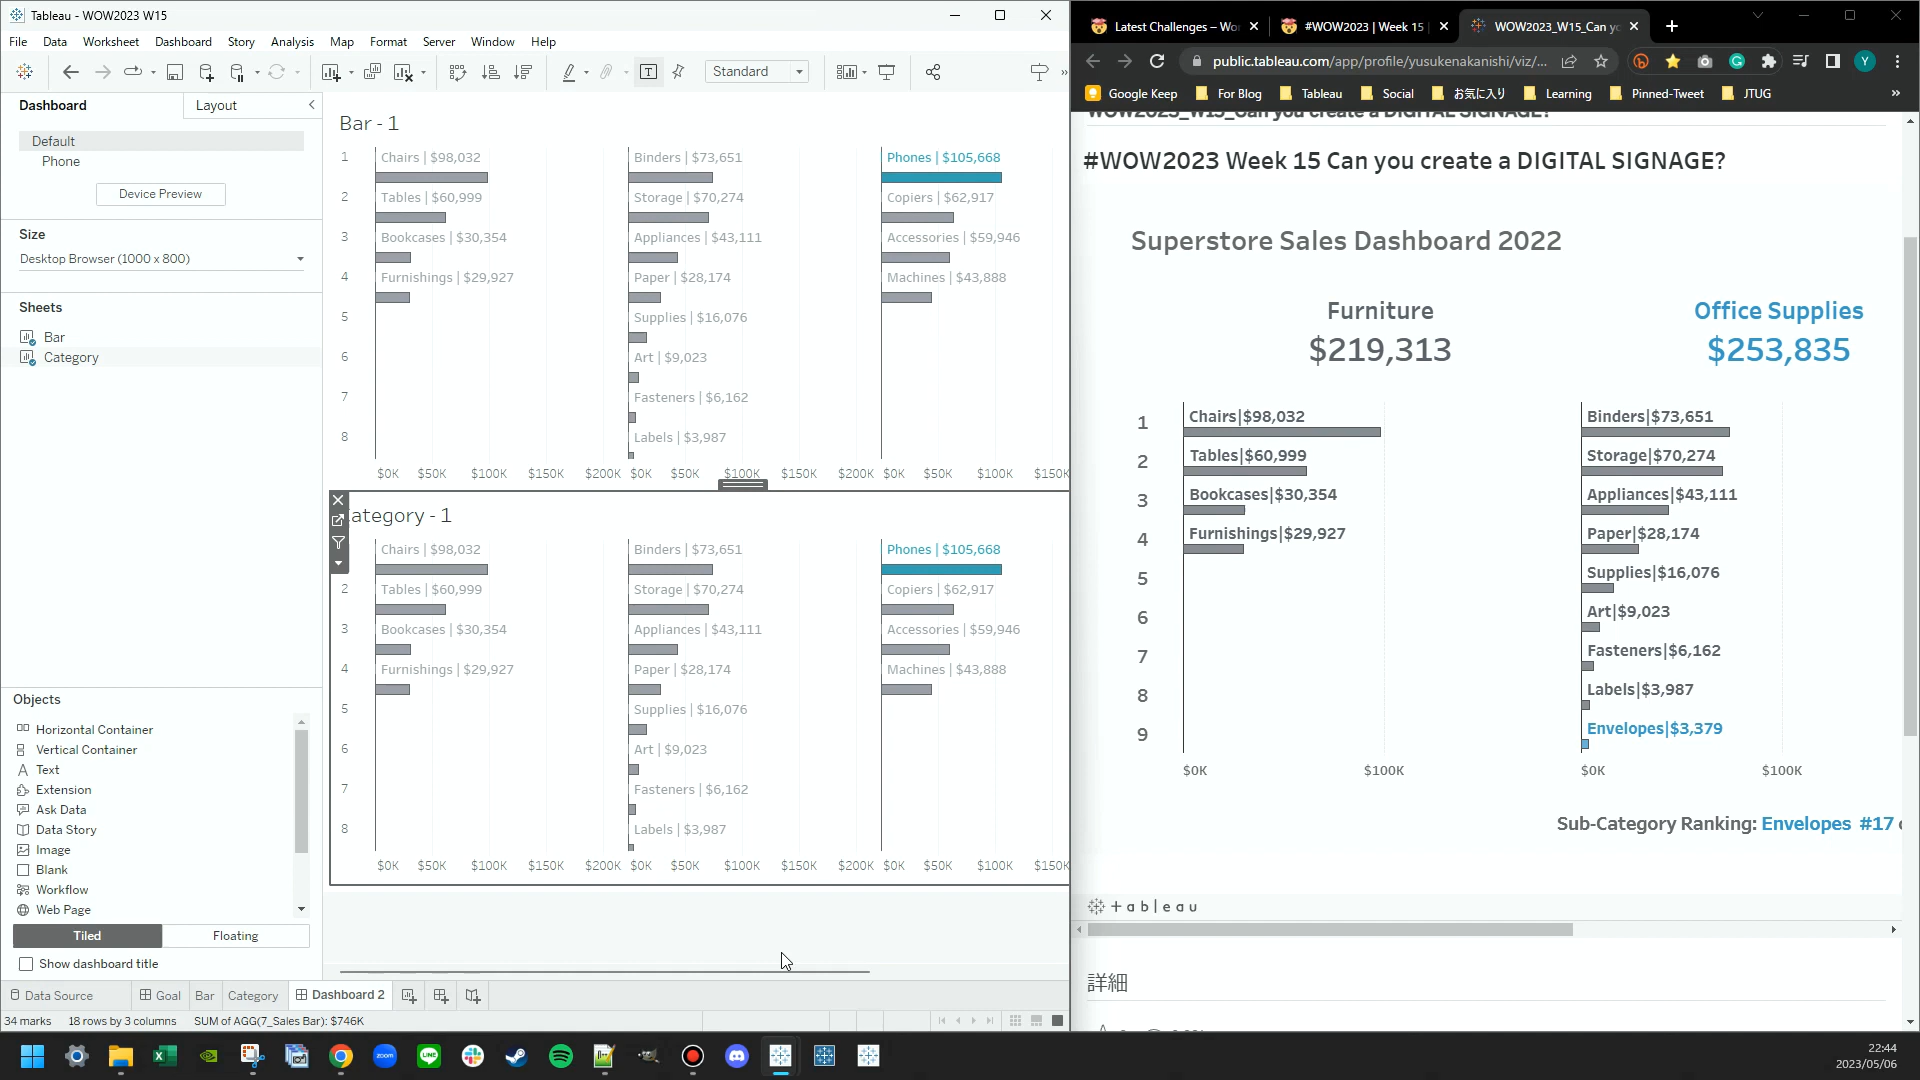 Tableau - WOW2023 W15
File Data Worksheet Dashboard Story Analysis Map Format Server Window Help
Standard
Dashboard
Layout
Default
Phone
Device Preview
Size
Desktop Browser (1000 x 800)
Sheets
Bar
Category
Objects
Horizontal Container
Vertical Container
Text
Extension
Ask Data
Data Story
Image
Blank
Workflow
Web Page
Tiled
Floating
Show dashboard title
Bar - 1
1 Chairs | $98,032 Binders | $73,651 Phones | $105,668
2 Tables | $60,999 Storage | $70,274 Copiers | $62,917
3 Bookcases | $30,354 Appliances | $43,111 Accessories | $59,946
4 Furnishings | $29,927 Paper | $28,174 Machines | $43,888
5 Supplies | $16,076
6 Art | $9,023
7 Fasteners | $6,162
8 Labels | $3,987
$0K $50K $100K $150K $200K $0K $50K $100K $150K $200K $0K $50K $100K $150K
ategory - 1
Chairs | $98,032 Binders | $73,651 Phones | $105,668
2 Tables | $60,999 Storage | $70,274 Copiers | $62,917
3 Bookcases | $30,354 Appliances | $43,111 Accessories | $59,946
4 Furnishings | $29,927 Paper | $28,174 Machines | $43,888
5 Supplies | $16,076
6 Art | $9,023
7 Fasteners | $6,162
8 Labels | $3,987
$0K $50K $100K $150K $200K $0K $50K $100K $150K $200K $0K $50K $100K $150K
Data Source Goal Bar Category Dashboard 2
34 marks 18 rows by 3 columns SUM of AGG(7_Sales Bar): $746K
Latest Challenges – Wo
#WOW2023 | Week 15
WOW2023_W15_Can yo
public.tableau.com/app/profile/yusukenakanishi/viz/...
Y
Google Keep For Blog Tableau Social お気に入り Learning Pinned-Tweet JTUG
WOW2023_W15_Can you create a DIGITAL SIGNAGE?
#WOW2023 Week 15 Can you create a DIGITAL SIGNAGE?
Superstore Sales Dashboard 2022
Furniture Office Supplies
$219,313 $253,835
1 Chairs|$98,032 Binders|$73,651
2 Tables|$60,999 Storage|$70,274
3 Bookcases|$30,354 Appliances|$43,111
4 Furnishings|$29,927 Paper|$28,174
5 Supplies|$16,076
6 Art|$9,023
7 Fasteners|$6,162
8 Labels|$3,987
9 Envelopes|$3,379
$0K $100K $0K $100K
Sub-Category Ranking: Envelopes #17
+ a b | e a u
詳細
zoom LINE
22:44
2023/05/06